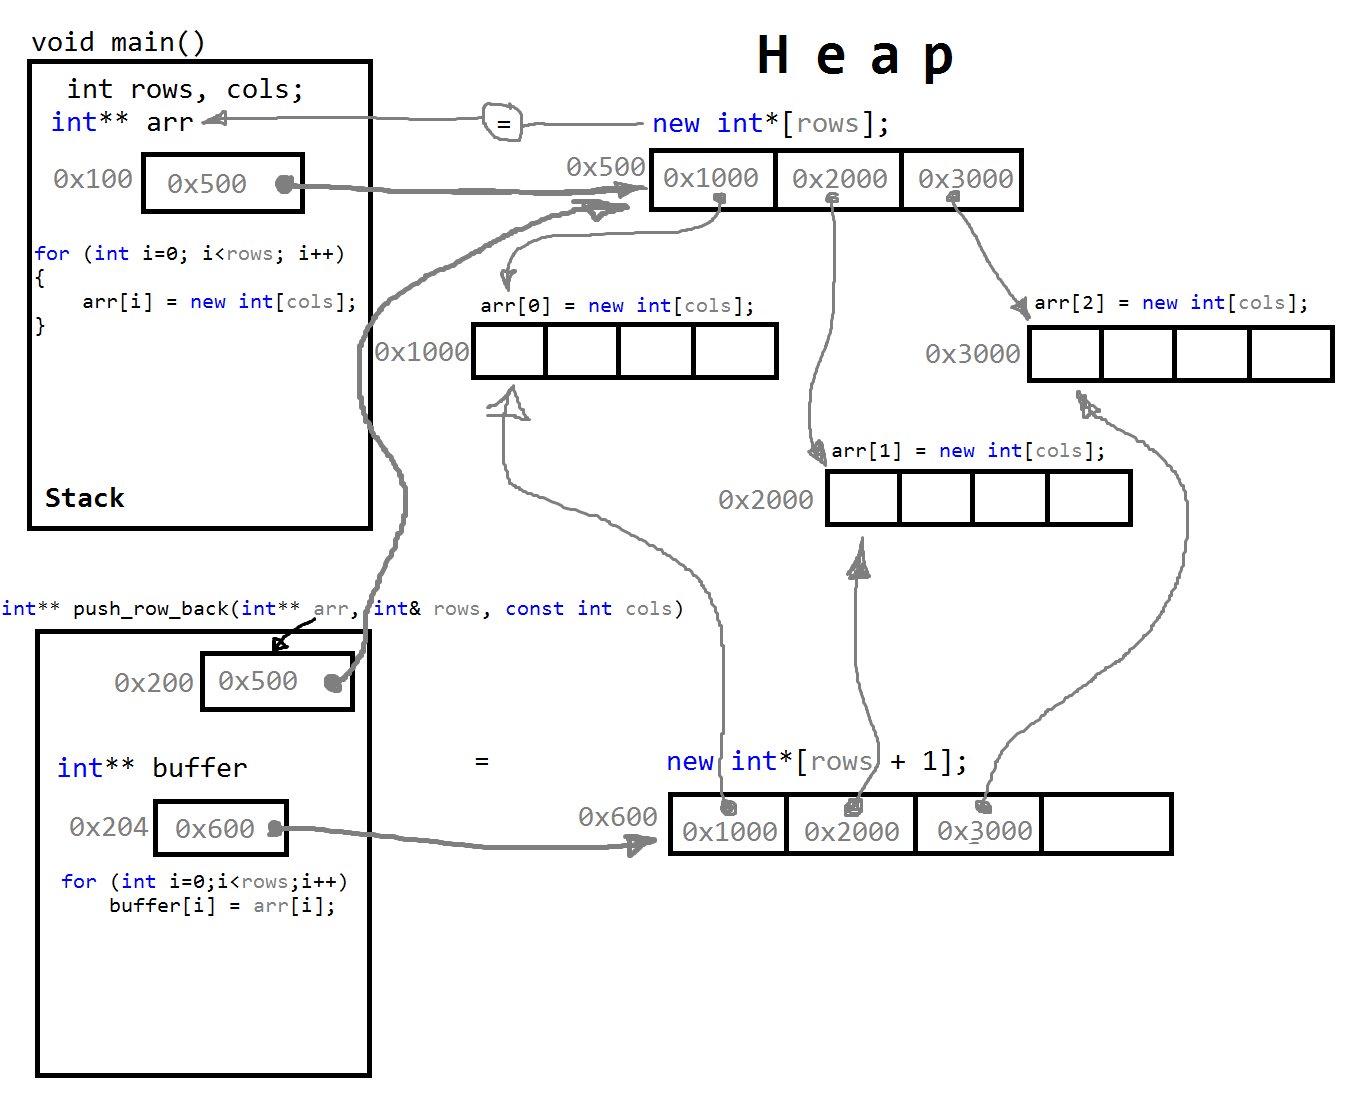 void main()
H e a p
int rows, cols;
int** arr
=
new int*[rows];
0x100
0x500
0x500
0x1000
0x2000
0x3000
for (int i=0; i<rows; i++)
{
arr[i] = new int[cols];
}
arr[0] = new int[cols];
0x1000
arr[2] = new int[cols];
0x3000
arr[1] = new int[cols];
0x2000
Stack
int** push_row_back(int** arr, int& rows, const int cols)
0x200
0x500
int** buffer
=
new int*[rows + 1];
0x204
0x600
0x600
0x1000
0x2000
0x3000
for (int i=0;i<rows;i++)
buffer[i] = arr[i];